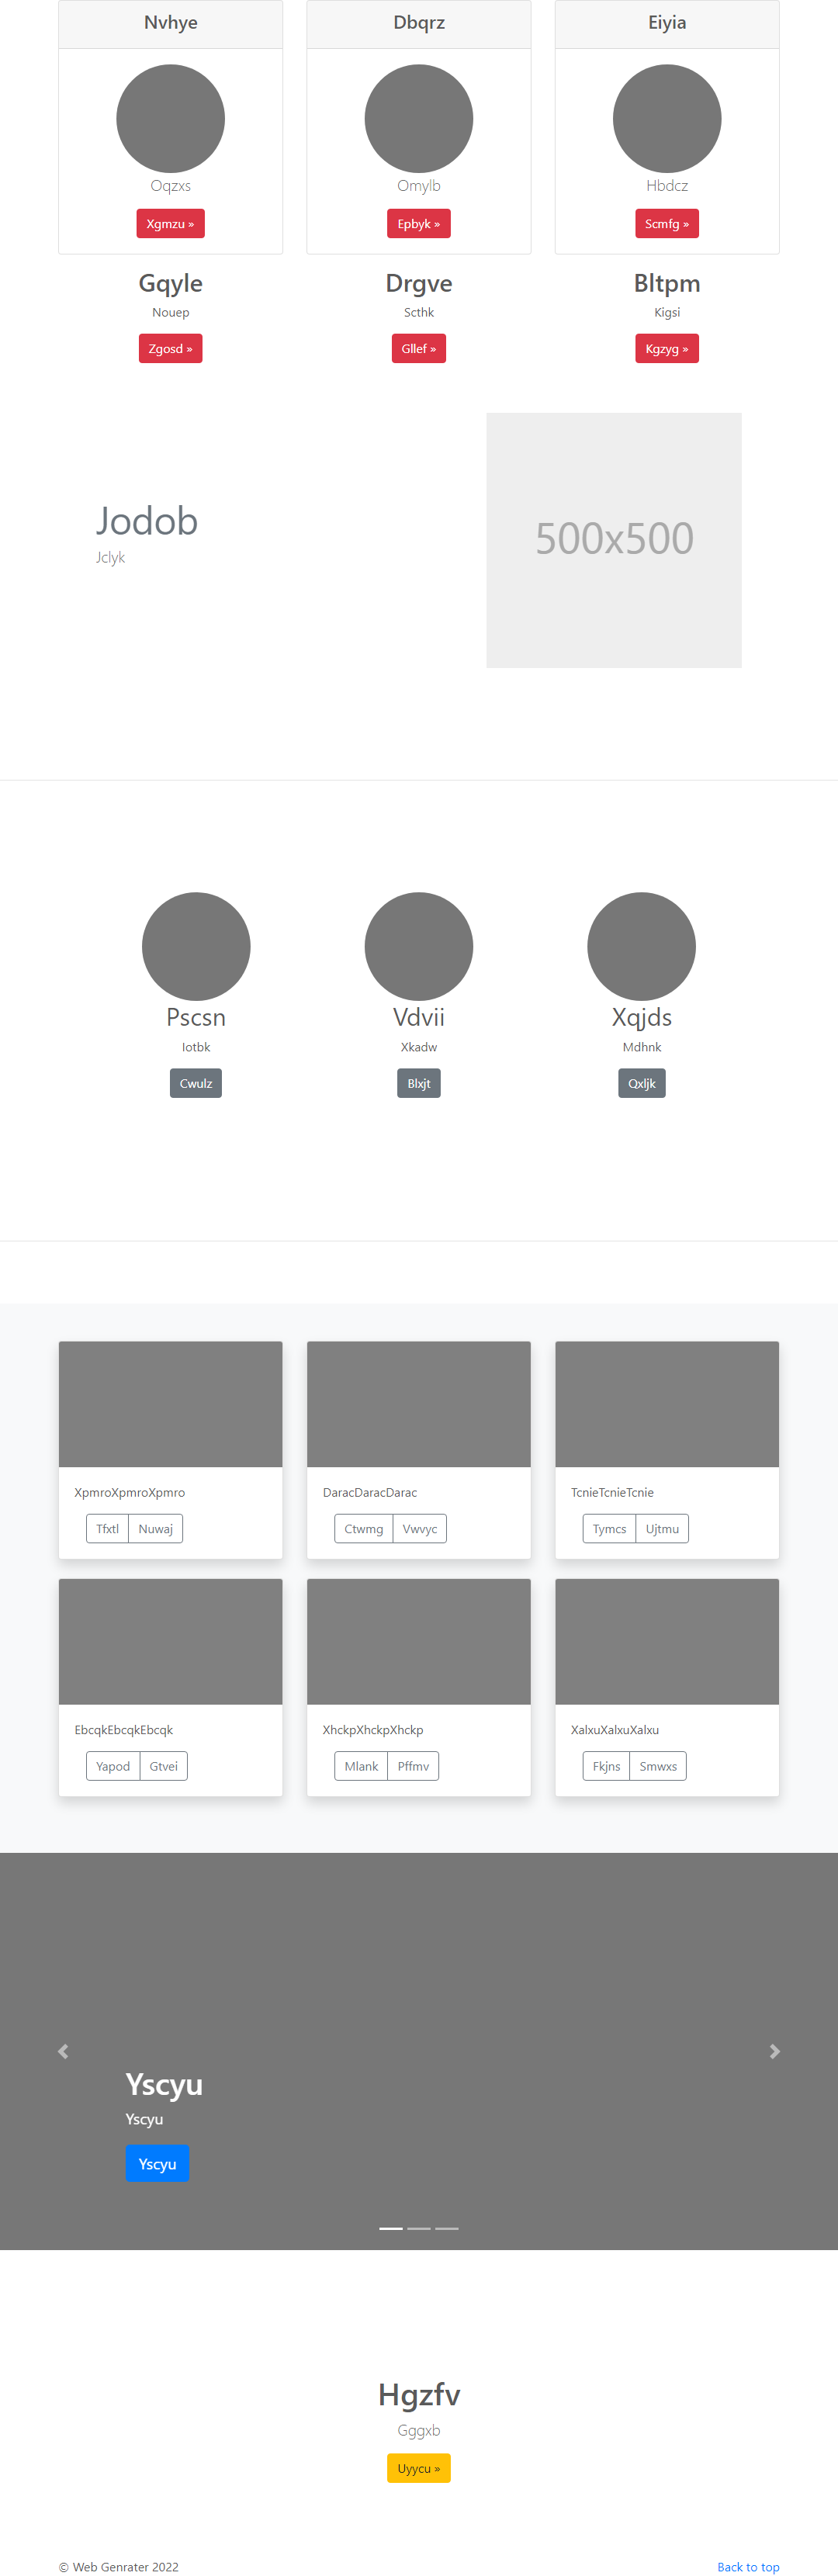 Nvhye
Dbqrz
Eiyia
Oqzxs
Omylb
Hbdcz
Xgmzu »
Epbyk »
Scmfg »
Gqyle
Drgve
Bltpm
Nouep
Scthk
Kigsi
Zgosd »
Gllef »
Kgzyg »
Jodob
Jclyk
500x500
Pscsn
Vdvii
Xqjds
Iotbk
Xkadw
Mdhnk
Cwulz
Blxjt
Qxljk
XpmroXpmroXpmro
DaracDaracDarac
TcnieTcnieTcnie
Tfxtl
Nuwaj
Ctwmg
Vwvyc
Tymcs
Ujtmu
EbcqkEbcqkEbcqk
XhckpXhckpXhckp
XalxuXalxuXalxu
Yapod
Gtvei
Mlank
Pffmv
Fkjns
Smwxs
Yscyu
Yscyu
Yscyu
Hgzfv
Gggxb
Uyycu »
© Web Genrater 2022
Back to top